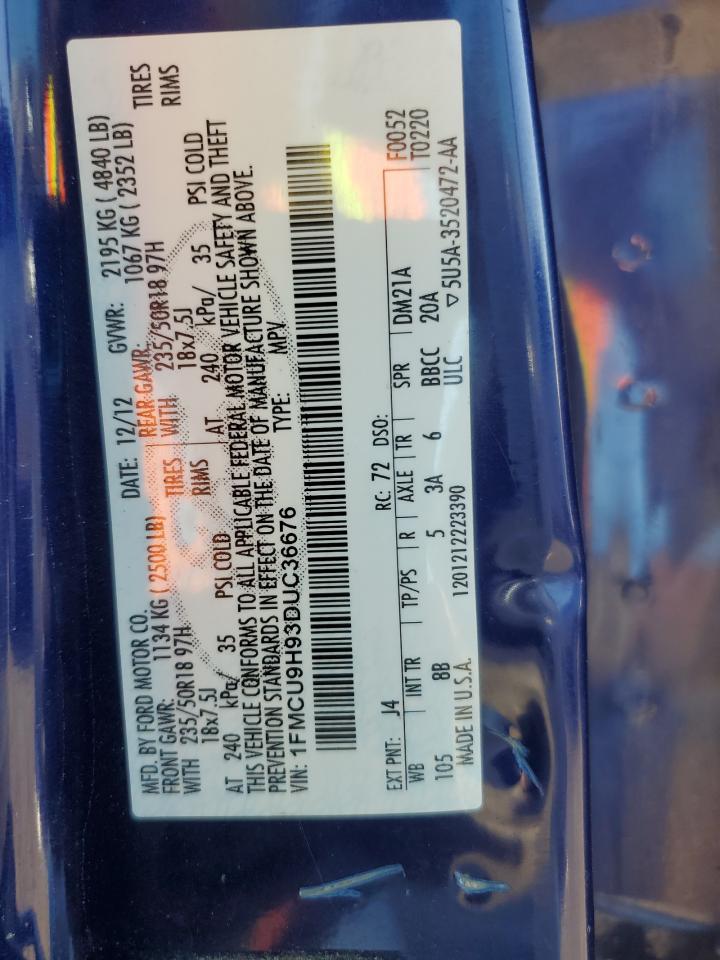 MFD. BY FORD MOTOR CO. DATE: 12/12 GVWR: 2195 KG ( 4840 LB)
FRONT GAWR: 1134 KG ( 2500 LB) REAR GAWR: 1067 KG ( 2352 LB)
WITH 235/50R18 97H TIRES WITH 235/50R18 97H TIRES
18x7.5J RIMS 18x7.5J RIMS
AT 240 kPa/ 35 PSI COLD AT 240 kPa/ 35 PSI COLD
THIS VEHICLE CONFORMS TO ALL APPLICABLE FEDERAL MOTOR VEHICLE SAFETY AND THEFT
PREVENTION STANDARDS IN EFFECT ON THE DATE OF MANUFACTURE SHOWN ABOVE.
VIN: 1FMCU9H93DUC36676 TYPE: MPV
EXT PNT: J4 RC: 72 DSO: F0052
WB INT TR TP/PS R AXLE TR SPR DM21A T0220
105 8B 5 3A 6 BBCC 20A
MADE IN U.S.A. 1201212223390 ULC ▽5U5A-3520472-AA